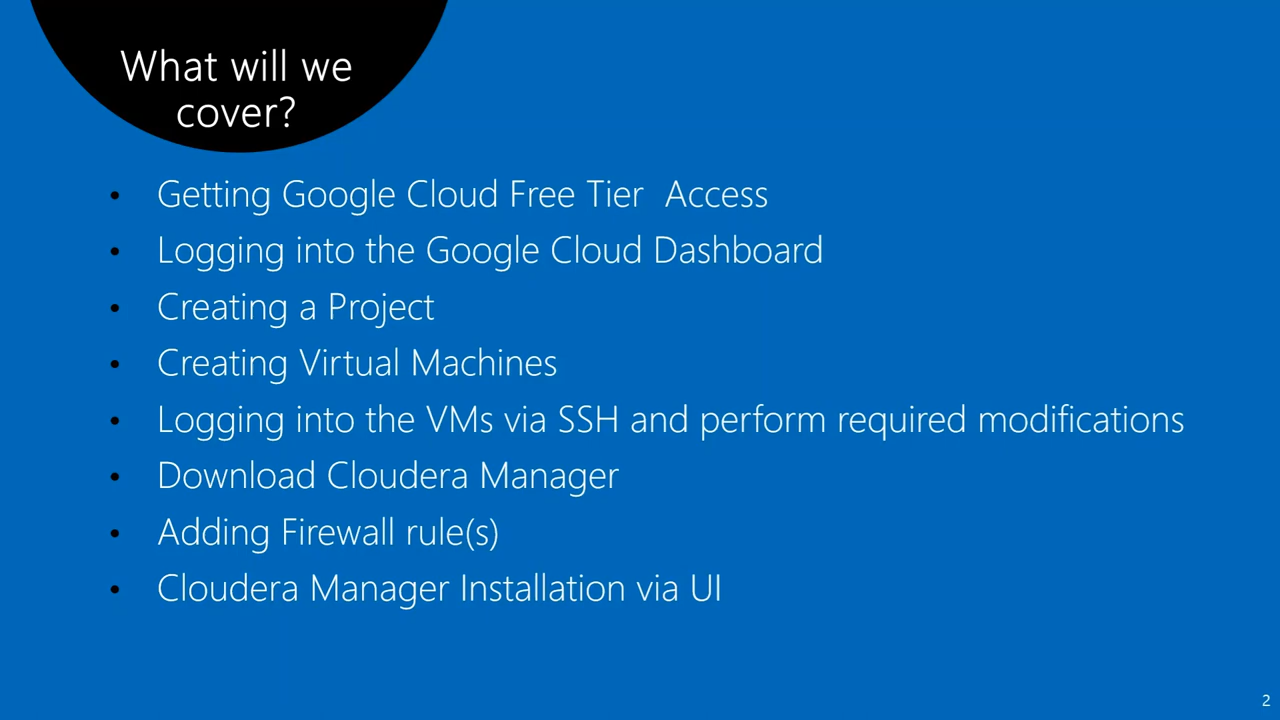 What will we
cover?
• Getting Google Cloud Free Tier  Access
• Logging into the Google Cloud Dashboard
• Creating a Project
• Creating Virtual Machines
• Logging into the VMs via SSH and perform required modifications
• Download Cloudera Manager
• Adding Firewall rule(s)
• Cloudera Manager Installation via UI
2